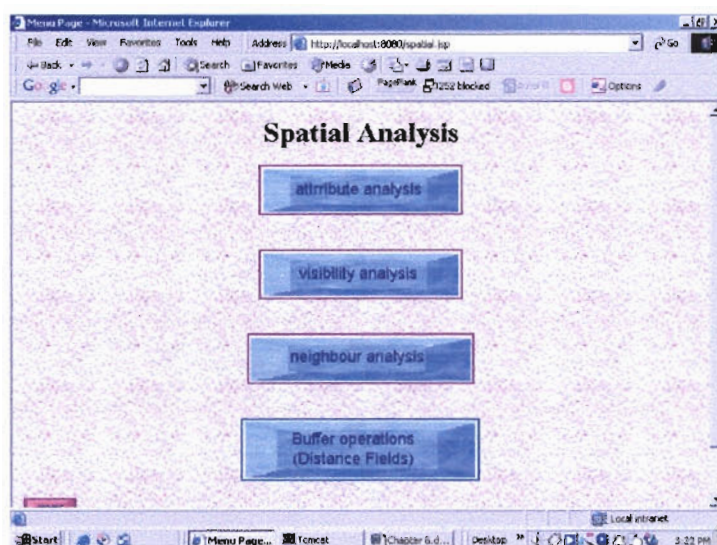 Menu Page - Microsoft Internet Explorer
File Edit View Favorites Tools Help Address http://localhost:8080/spatial.jsp Go
Back Search Favorites Media
Google Search Web PageRank 1252 blocked Options
Spatial Analysis
atirribute analysis
visibility analysis
neighbour analysis
Buffer operations
(Distance Fields)
Local intranet
Start Menu Page... Tomcat Chapter 6.d... Desktop » 3:22 PM